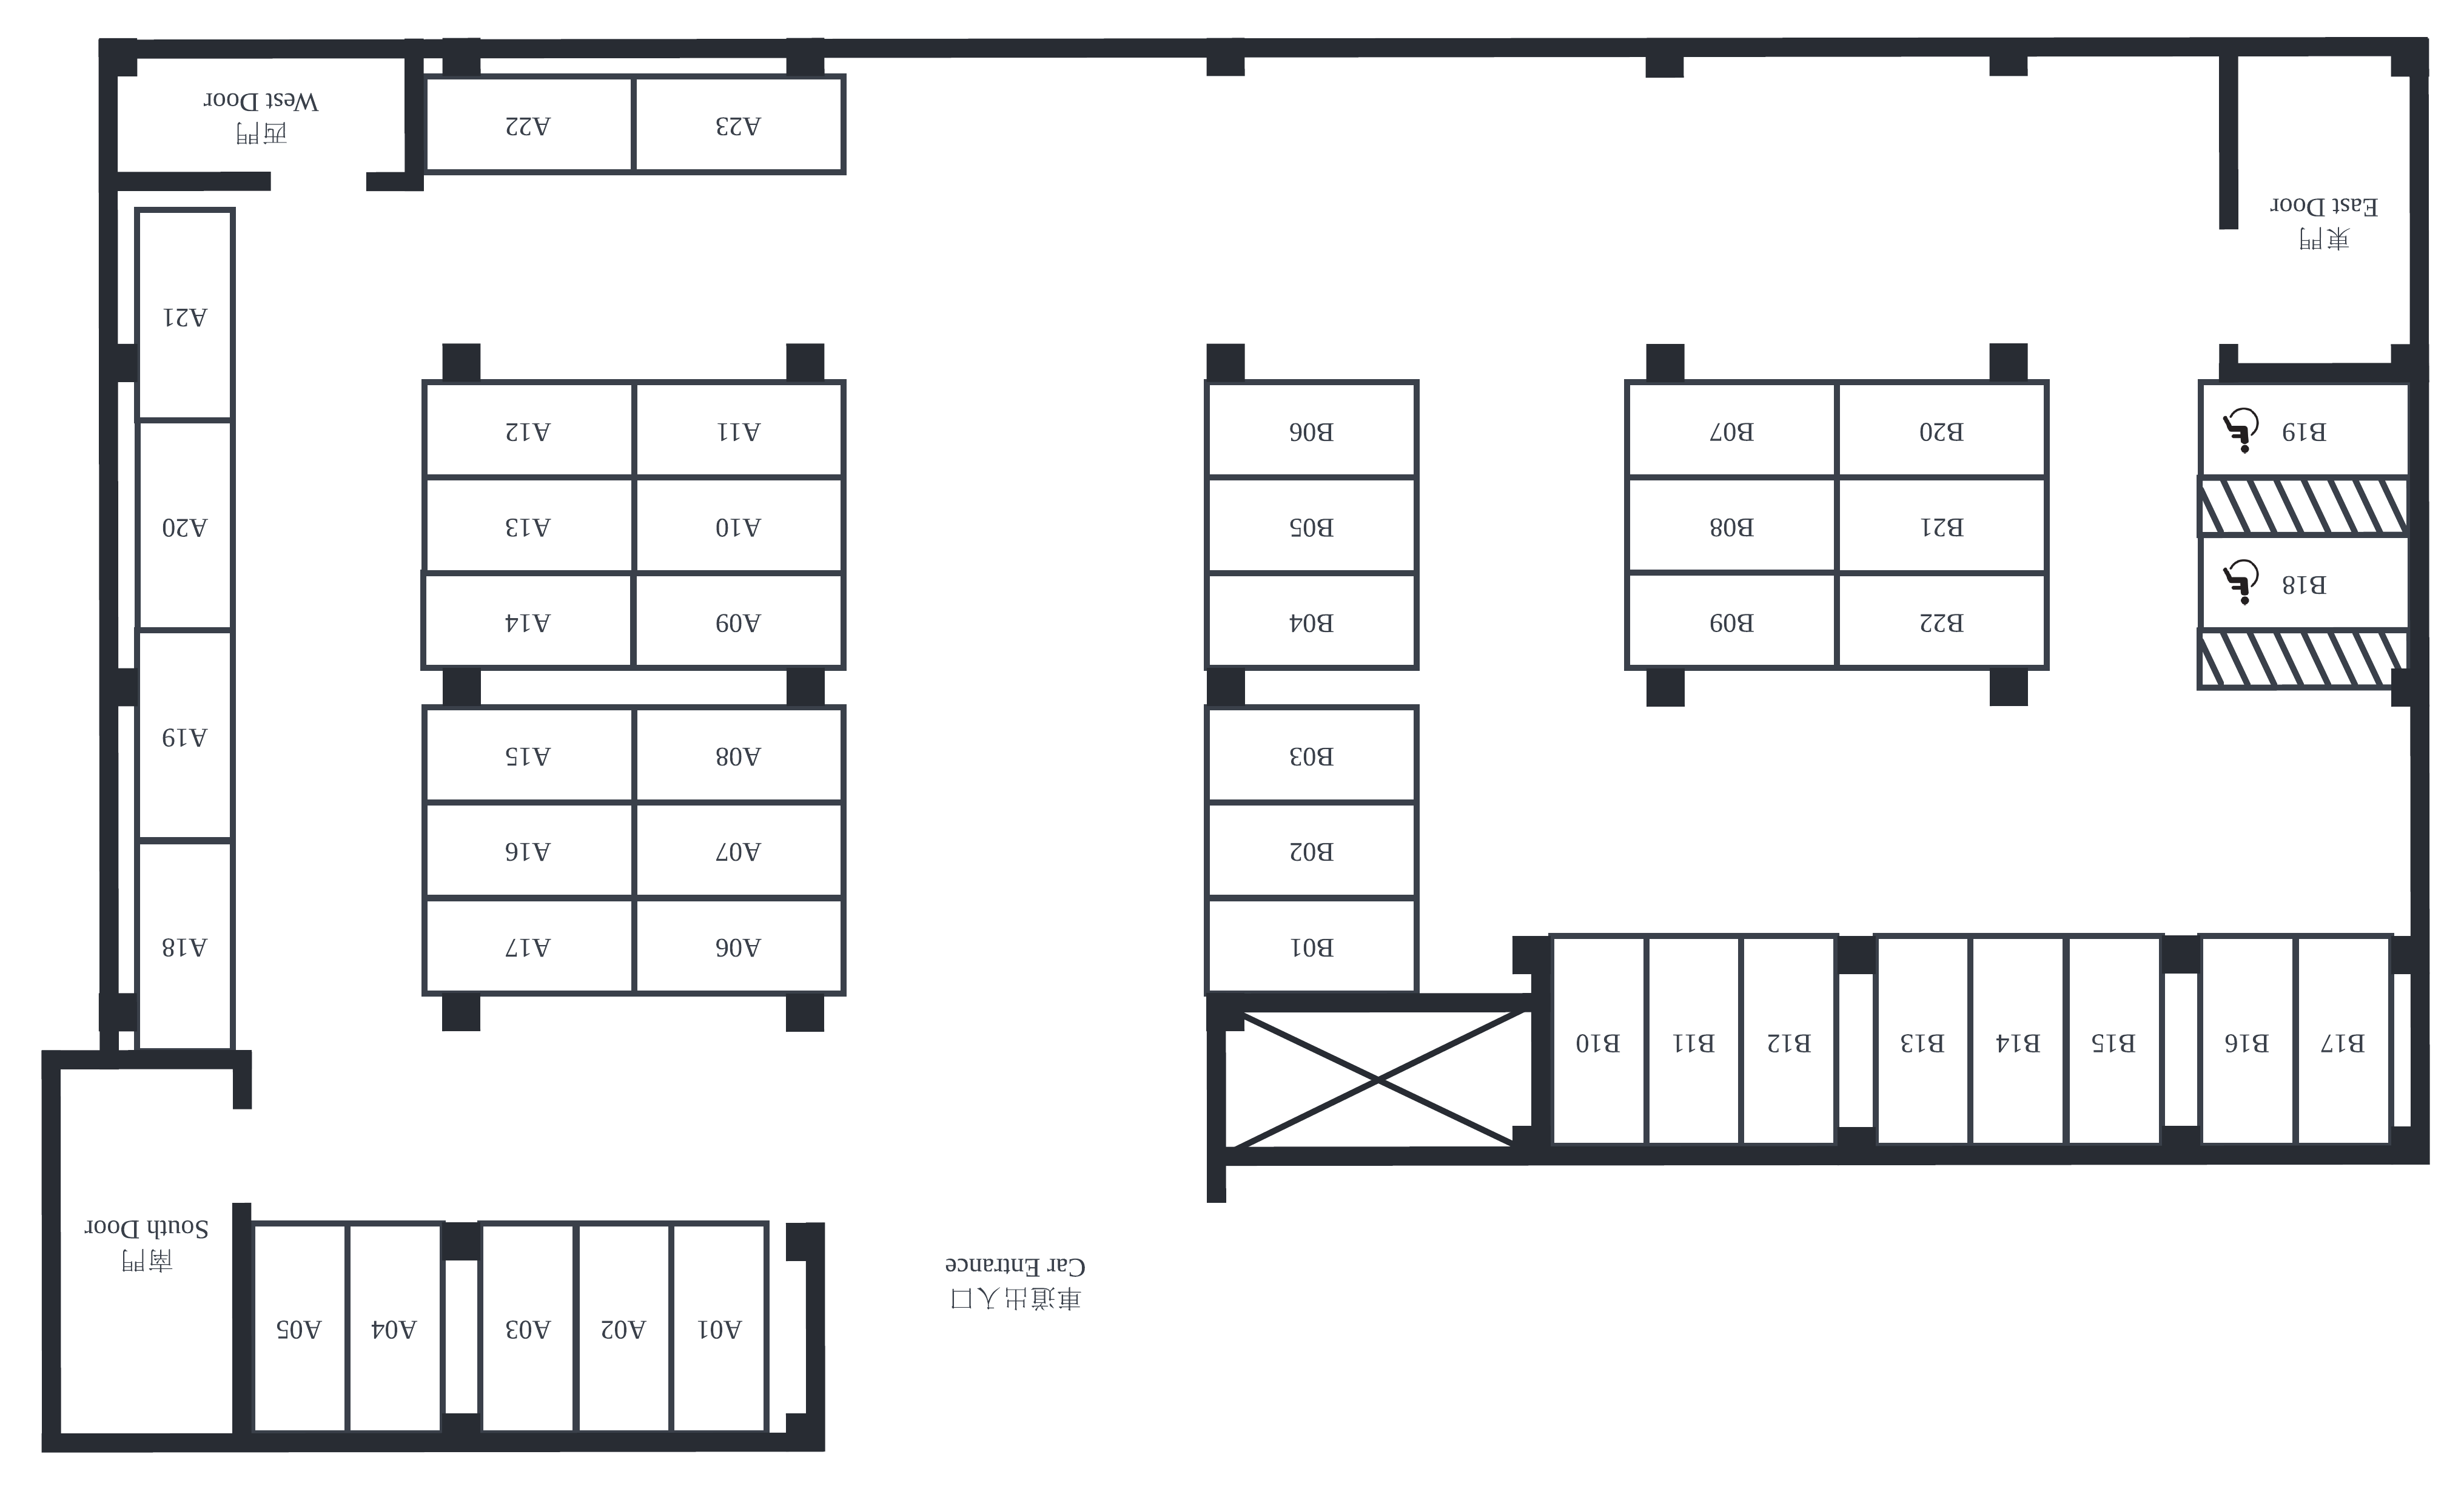 A01
A02
A03
A04
A05
車道出入口
Car Entrance
南門
South Door
B17
B16
B15
B14
B13
B12
B11
B10
B01
A06
A17
A18
B02
A07
A16
B03
A08
A15
A19
B22
B09
B04
A09
A14
B18
B21
B08
B05
A10
A13
A20
B19
B20
B07
B06
A11
A12
A21
東門
East Door
西門
West Door
A23
A22